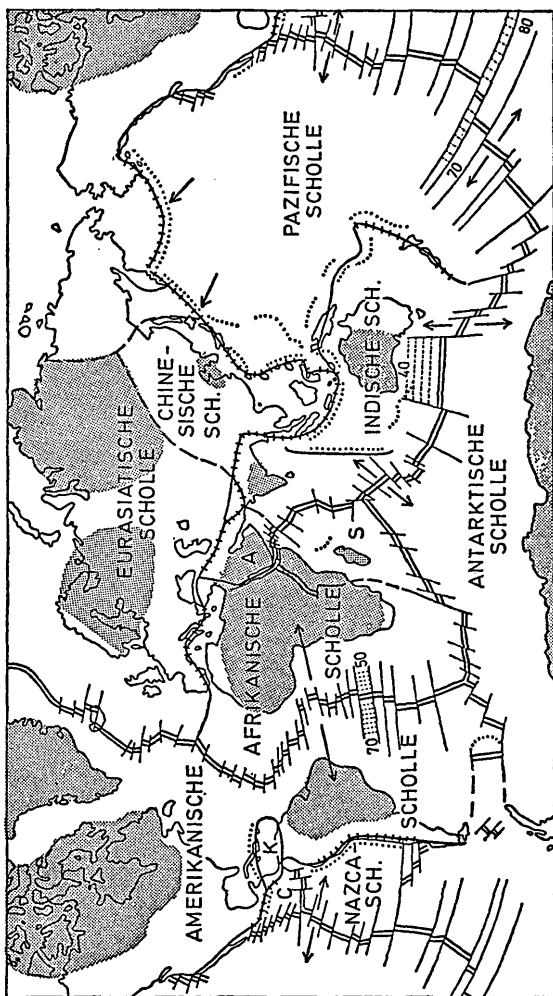 EURASIATISCHE
SCHOLLE
CHINE-
SISCHE
SCH.
AMERIKANISCHE
SCHOLLE
AFRIKANISCHE
SCHOLLE
A
K
C
PAZIFISCHE
SCHOLLE
NAZCA
SCH.
S
INDISCHE SCH.
70
50
40
70
80
ANTARKTISCHE
SCHOLLE